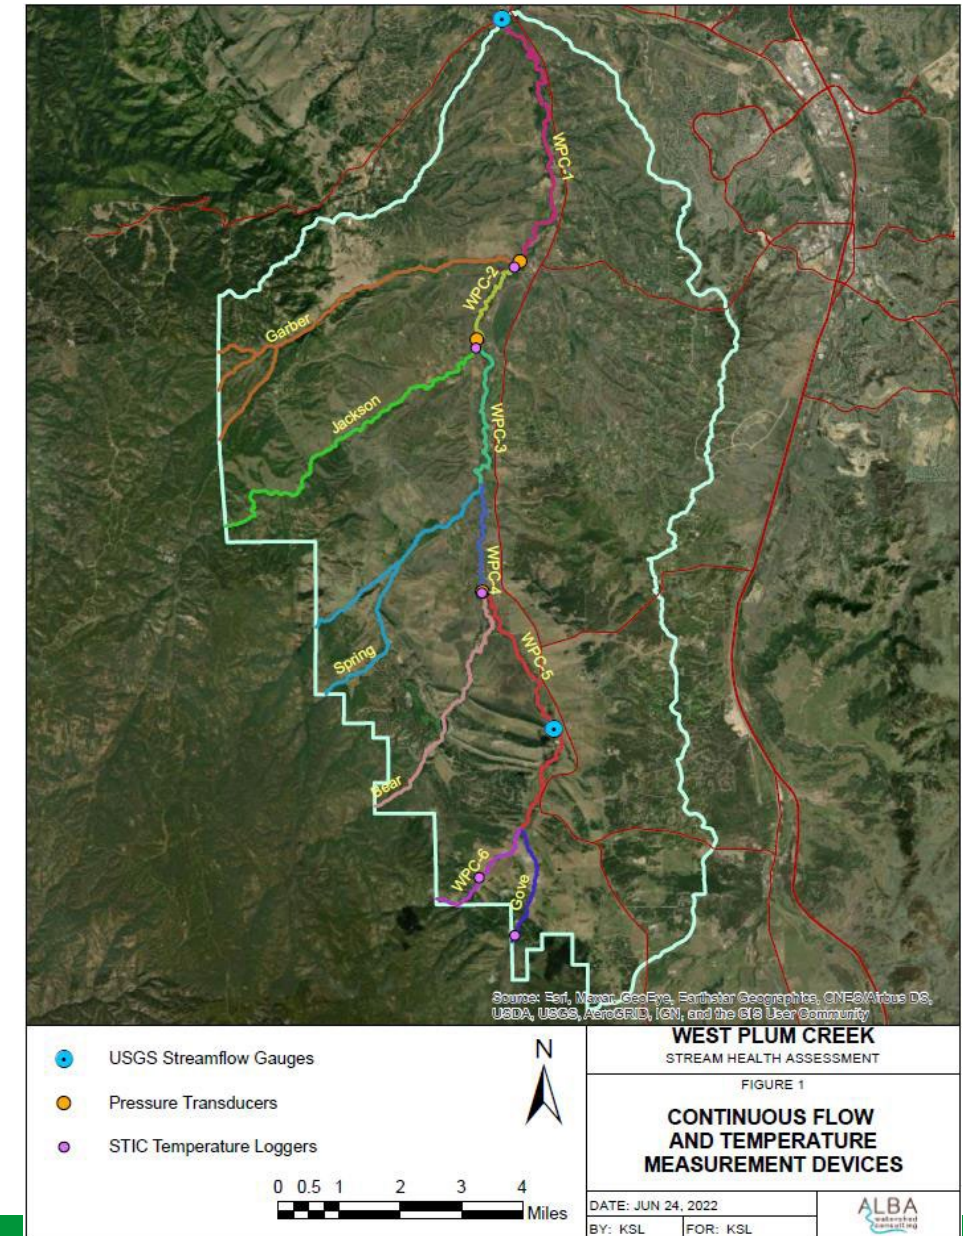 WPC-1
WPC-2
Garber
Jackson
WPC-3
WPC-4
WPC-5
Spring
Bear
WPC-6
Gove
Source: Esri, Maxar, GeoEye, Earthstar Geographics, CNES/Airbus DS,
USDA, USGS, AeroGRID, IGN, and the GIS User Community
USGS Streamflow Gauges
Pressure Transducers
STIC Temperature Loggers
N
0 0.5 1 2 3 4
Miles
WEST PLUM CREEK
STREAM HEALTH ASSESSMENT
FIGURE 1
CONTINUOUS FLOW
AND TEMPERATURE
MEASUREMENT DEVICES
DATE: JUN 24, 2022
BY: KSL
FOR: KSL
ALBA
watershed
consulting